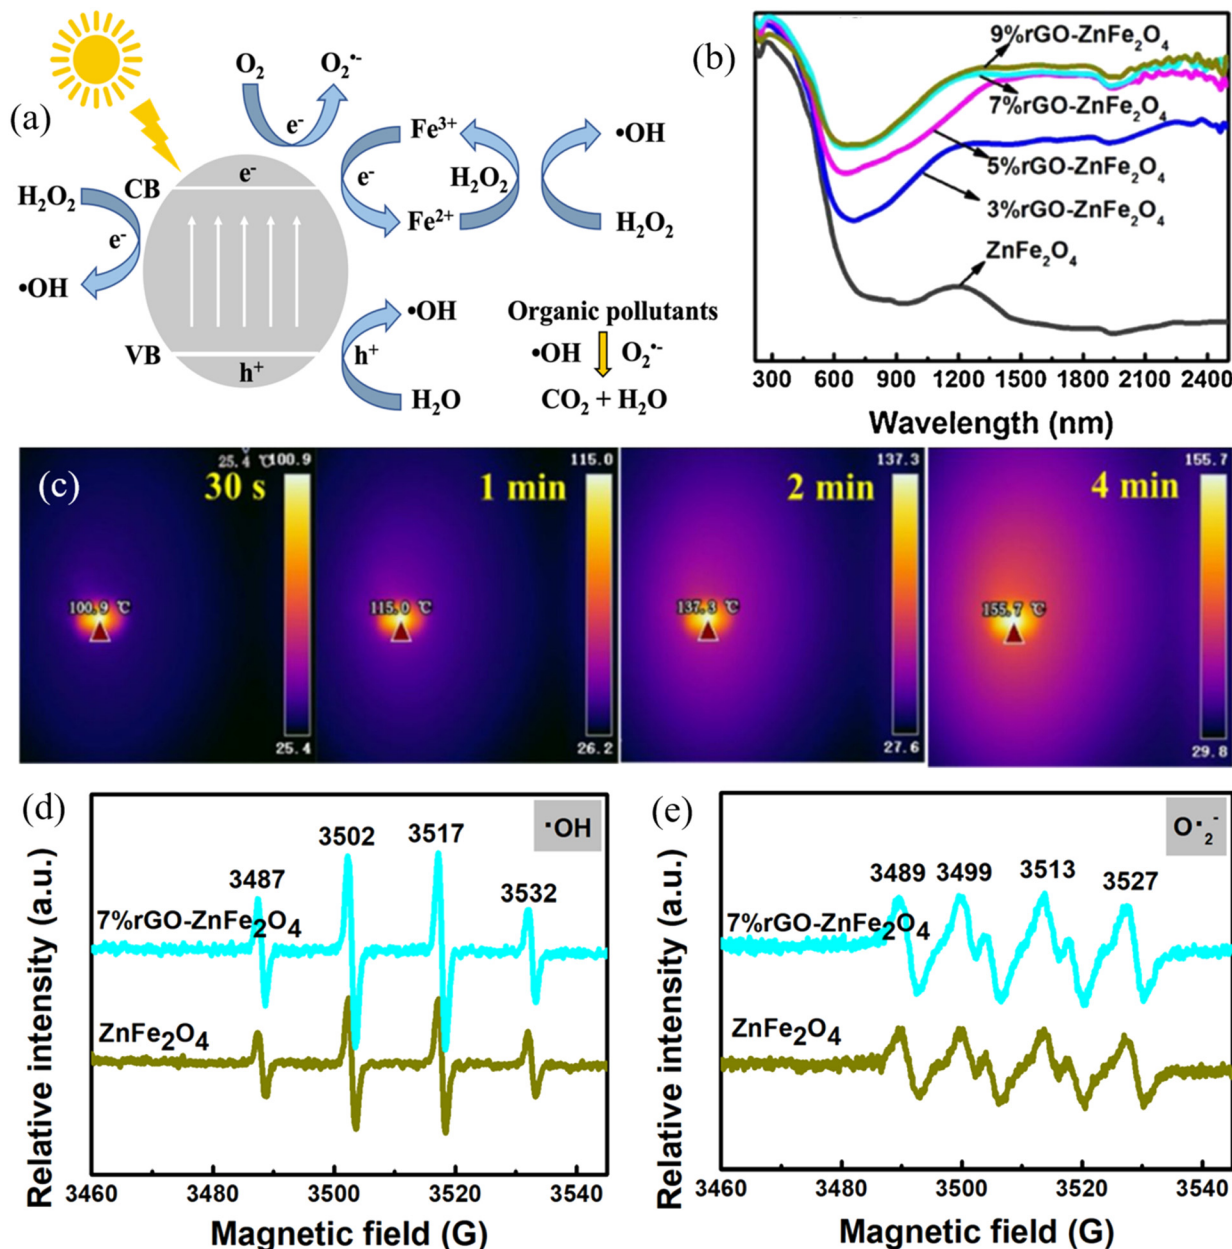 (a)
O₂
O₂•-
e-
Fe³⁺
•OH
CB
e-
H₂O₂
e-
H₂O₂
e-
Fe²⁺
H₂O₂
•OH
•OH
Organic pollutants
VB
h⁺
h⁺
•OH
O₂•-
H₂O
CO₂ + H₂O
(b)
9%rGO-ZnFe₂O₄
7%rGO-ZnFe₂O₄
5%rGO-ZnFe₂O₄
3%rGO-ZnFe₂O₄
ZnFe₂O₄
300 600 900 1200 1500 1800 2100 2400
Wavelength (nm)
(c)
25.4 ℃
100.9
30 s
100.9 ℃
25.4
115.0
1 min
115.0 ℃
26.2
137.3
2 min
137.3 ℃
27.6
155.7
4 min
155.7 ℃
29.8
(d)
•OH
3487
3502
3517
3532
7%rGO-ZnFe₂O₄
ZnFe₂O₄
Relative intensity (a.u.)
3460 3480 3500 3520 3540
Magnetic field (G)
(e)
O•₂-
3489
3499
3513
3527
7%rGO-ZnFe₂O₄
ZnFe₂O₄
Relative intensity (a.u.)
3460 3480 3500 3520 3540
Magnetic field (G)